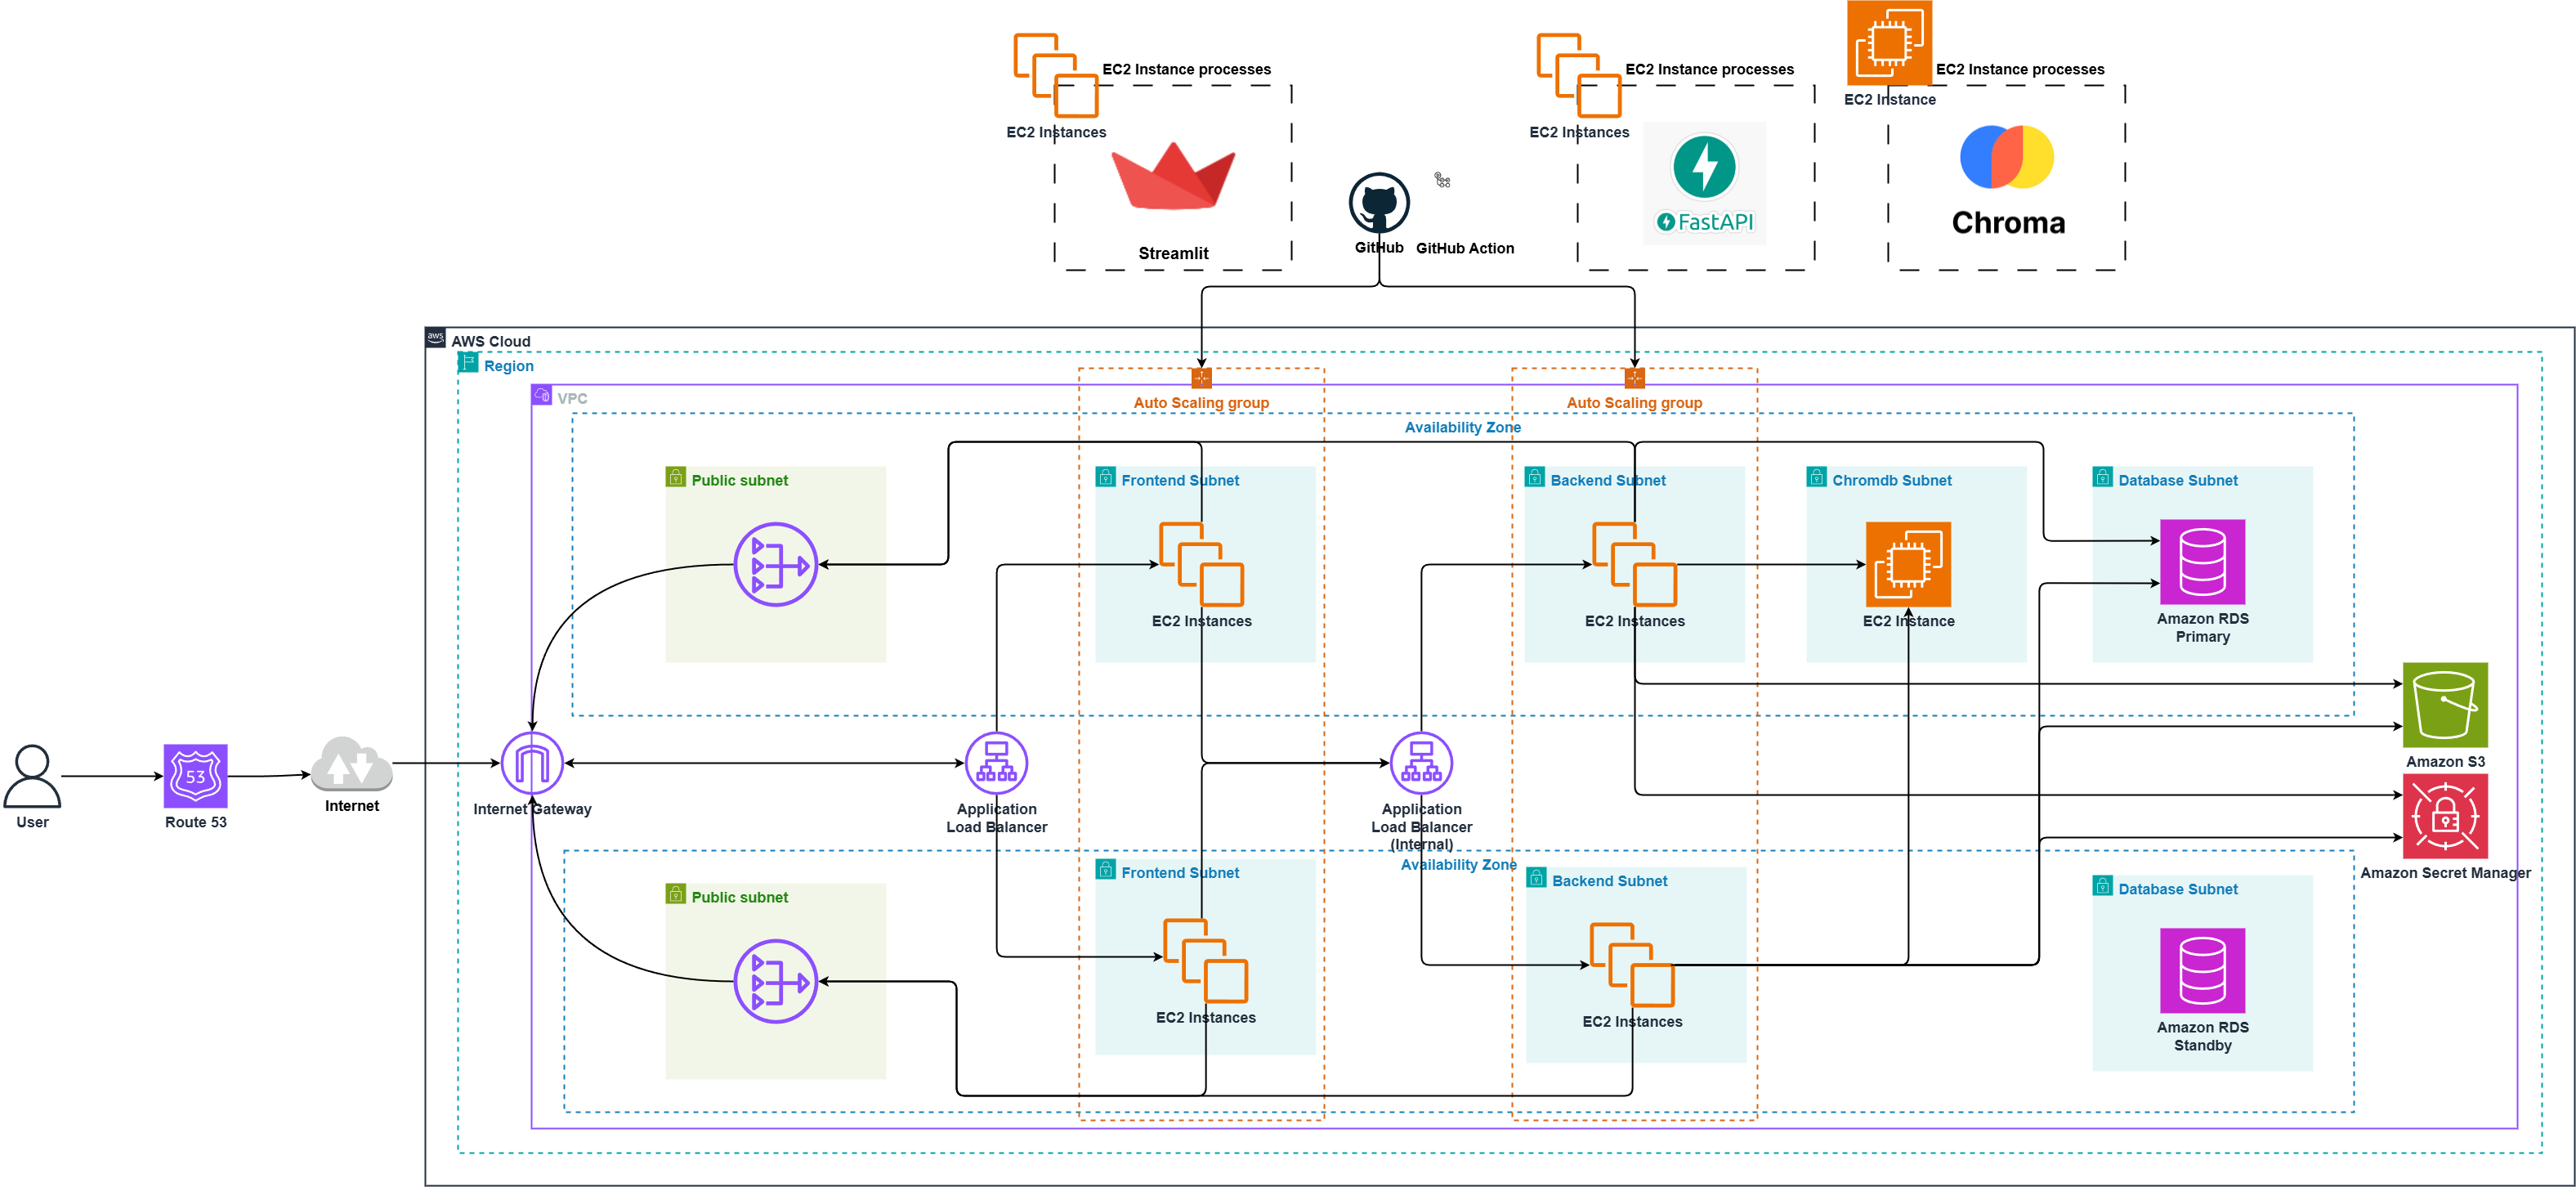 EC2 Instance processes
EC2 Instances
Streamlit
GitHub
GitHub Action
EC2 Instance processes
EC2 Instances
FastAPI
EC2 Instance processes
EC2 Instance
Chroma
aws
AWS Cloud
Region
VPC
Auto Scaling group
Auto Scaling group
Availability Zone
Public subnet
Frontend Subnet
EC2 Instances
Backend Subnet
EC2 Instances
Chromdb Subnet
EC2 Instance
Database Subnet
Amazon RDS
Primary
User
53
Route 53
Internet
Internet Gateway
Application
Load Balancer
Application
Load Balancer
(Internal)
Amazon S3
Amazon Secret Manager
Availability Zone
Public subnet
Frontend Subnet
EC2 Instances
Backend Subnet
EC2 Instances
Database Subnet
Amazon RDS
Standby